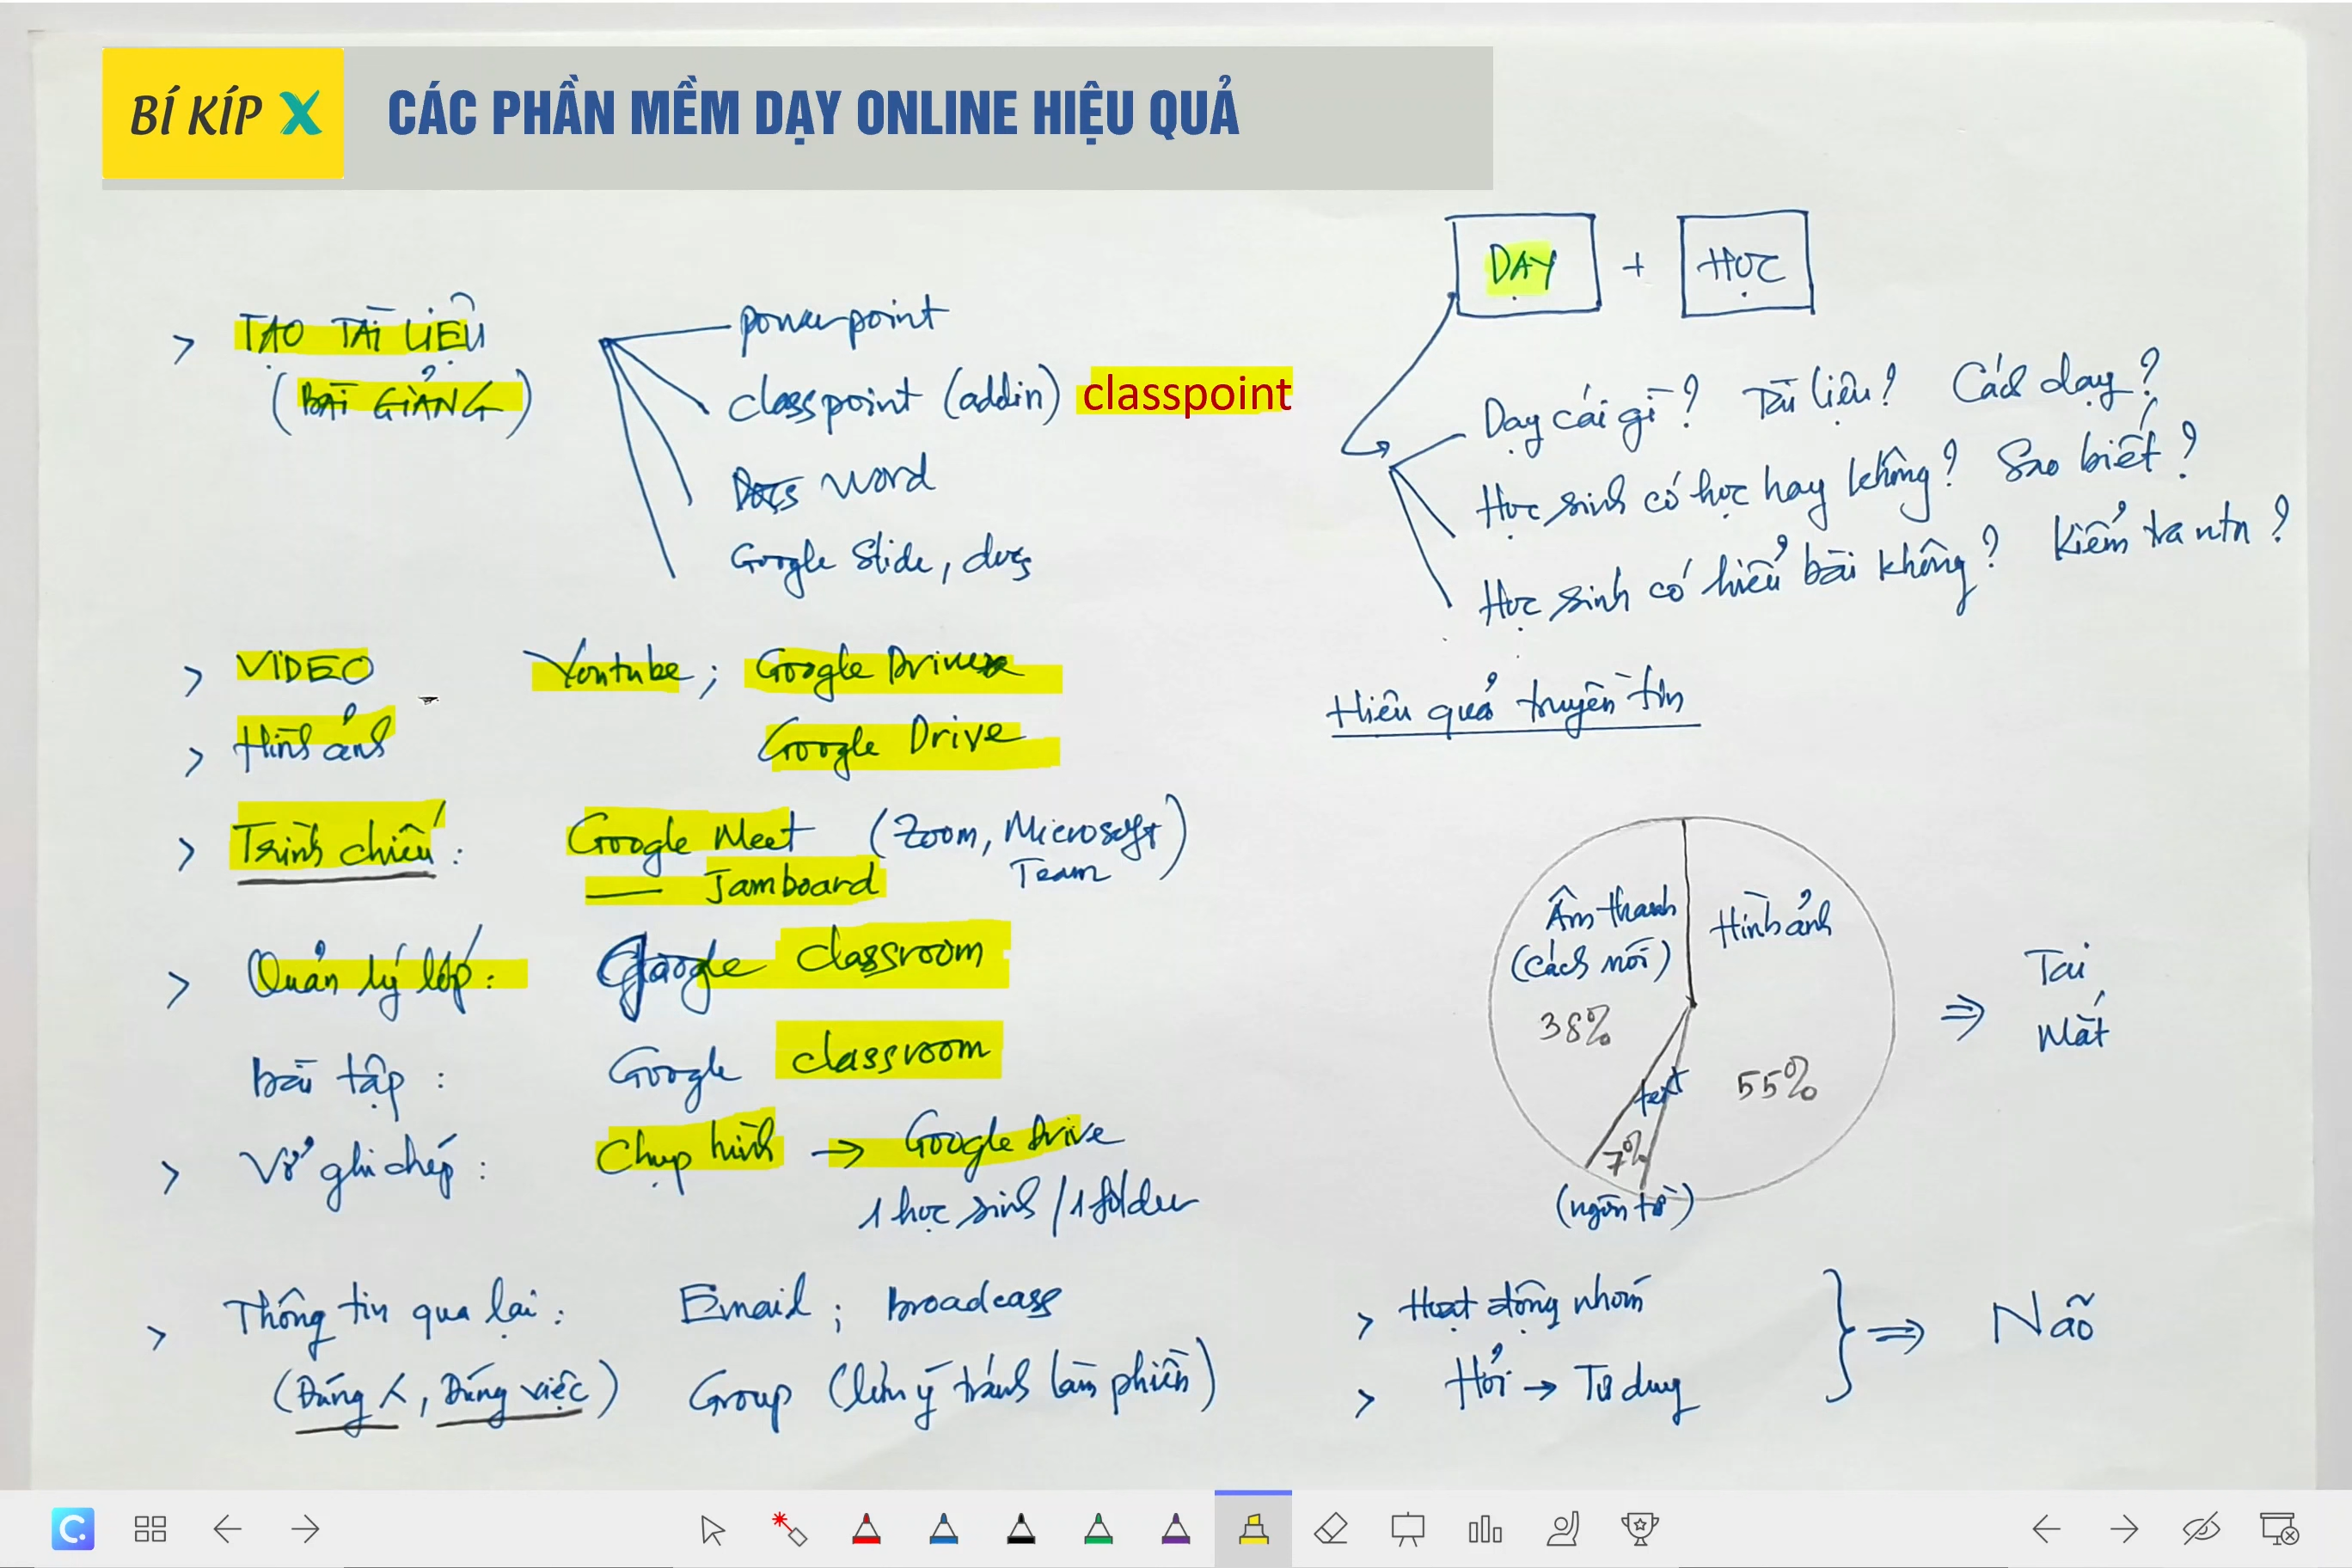 BÍ KÍP X
CÁC PHẦN MỀM DẠY ONLINE HIỆU QUẢ
> TẠO TÀI LIỆU
(BÀI GIẢNG)
powerpoint
classpoint (addin) classpoint
Docs Word
Google Slide, docs
> VIDEO Youtube; Google Drive
> Hình ảnh Google Drive
> Trình chiếu: Google Meet (Zoom, Microsoft
Team)
— Jamboard
> Quản lý lớp: Google classroom
bài tập: Google classroom
> Vở ghi chép: Chụp hình → Google Drive
1 học sinh / 1 folder
> Thông tin qua lại: Email; broadcass
(Đúng, Đúng việc) Group (lưu ý tránh làm phiền)
DẠY + HỌC
Dạy cái gì? Tài liệu? Cách dạy?
Học sinh có học hay không? Sao biết?
Học sinh có hiểu bài không? Kiểm tra ntn?
Hiệu quả truyền tin
Âm thanh
(cách nói)
38%
Hình ảnh
55%
text
7%
(ngôn từ)
⇒ Tai
Mắt
> Hoạt động nhóm
> Hỏi → Tư duy
⇒ Não